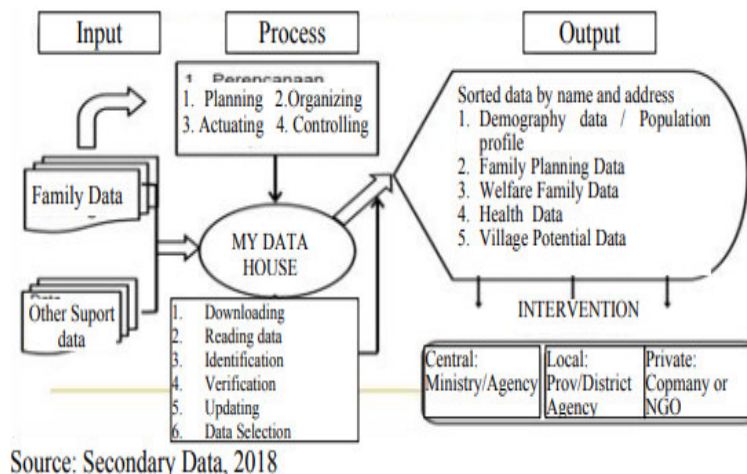 Input
Process
Output
1. Perencanaan
1. Planning 2.Organizing
3. Actuating 4. Controlling
Family Data
Other Suport
data
MY DATA
HOUSE
1. Downloading
2. Reading data
3. Identification
4. Verification
5. Updating
6. Data Selection
Sorted data by name and address
1. Demography data / Population
profile
2. Family Planning Data
3. Welfare Family Data
4. Health Data
5. Village Potential Data
INTERVENTION
Central:
Ministry/Agency
Local:
Prov/District
Agency
Private:
Copmany or
NGO
Source: Secondary Data, 2018